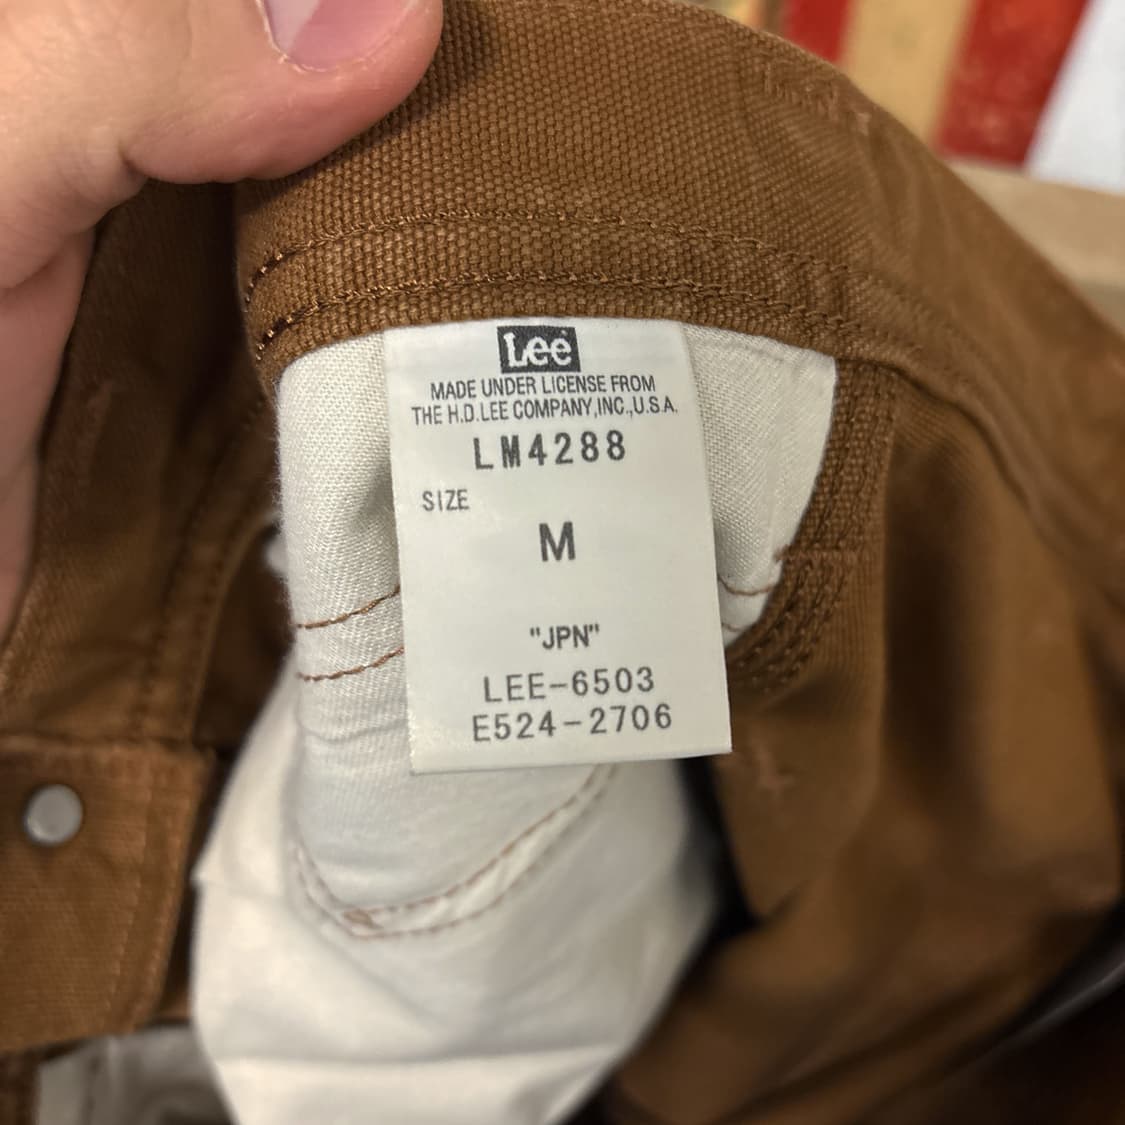 Lee
MADE UNDER LICENSE FROM
THE H.D.LEE COMPANY,INC.,U.S.A.
LM4288
SIZE
M
"JPN"
LEE-6503
E524-2706